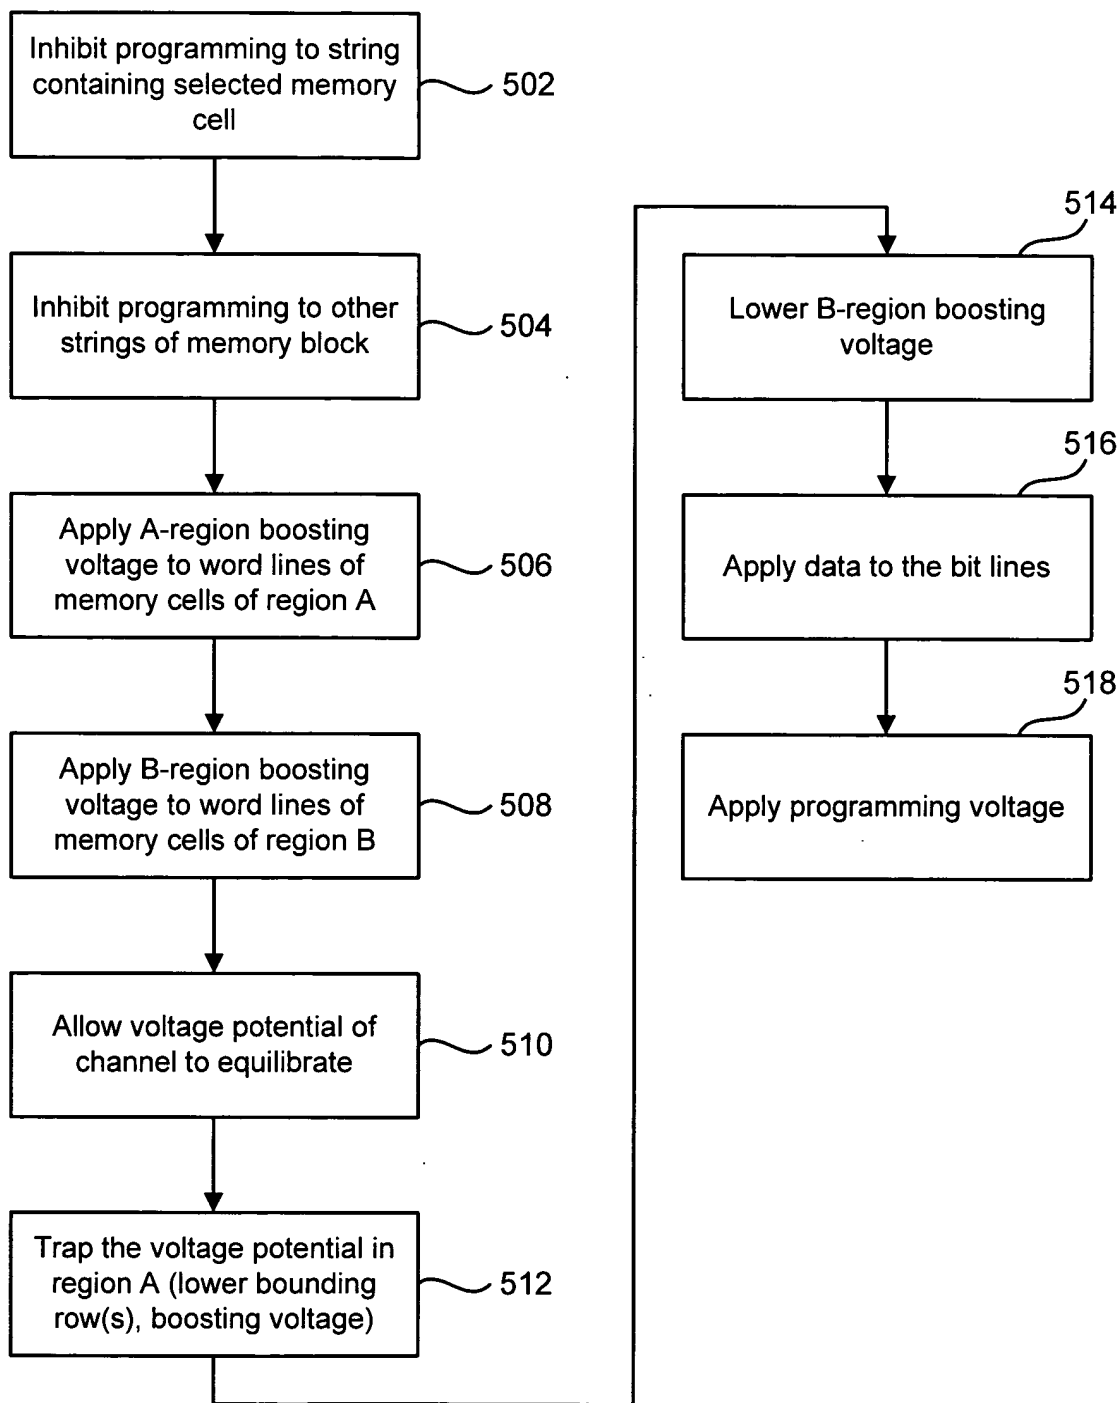 Inhibit programming to string
containing selected memory
cell
502
Inhibit programming to other
strings of memory block
504
Apply A-region boosting
voltage to word lines of
memory cells of region A
506
Apply B-region boosting
voltage to word lines of
memory cells of region B
508
Allow voltage potential of
channel to equilibrate
510
Trap the voltage potential in
region A (lower bounding
row(s), boosting voltage)
512
514
Lower B-region boosting
voltage
516
Apply data to the bit lines
518
Apply programming voltage